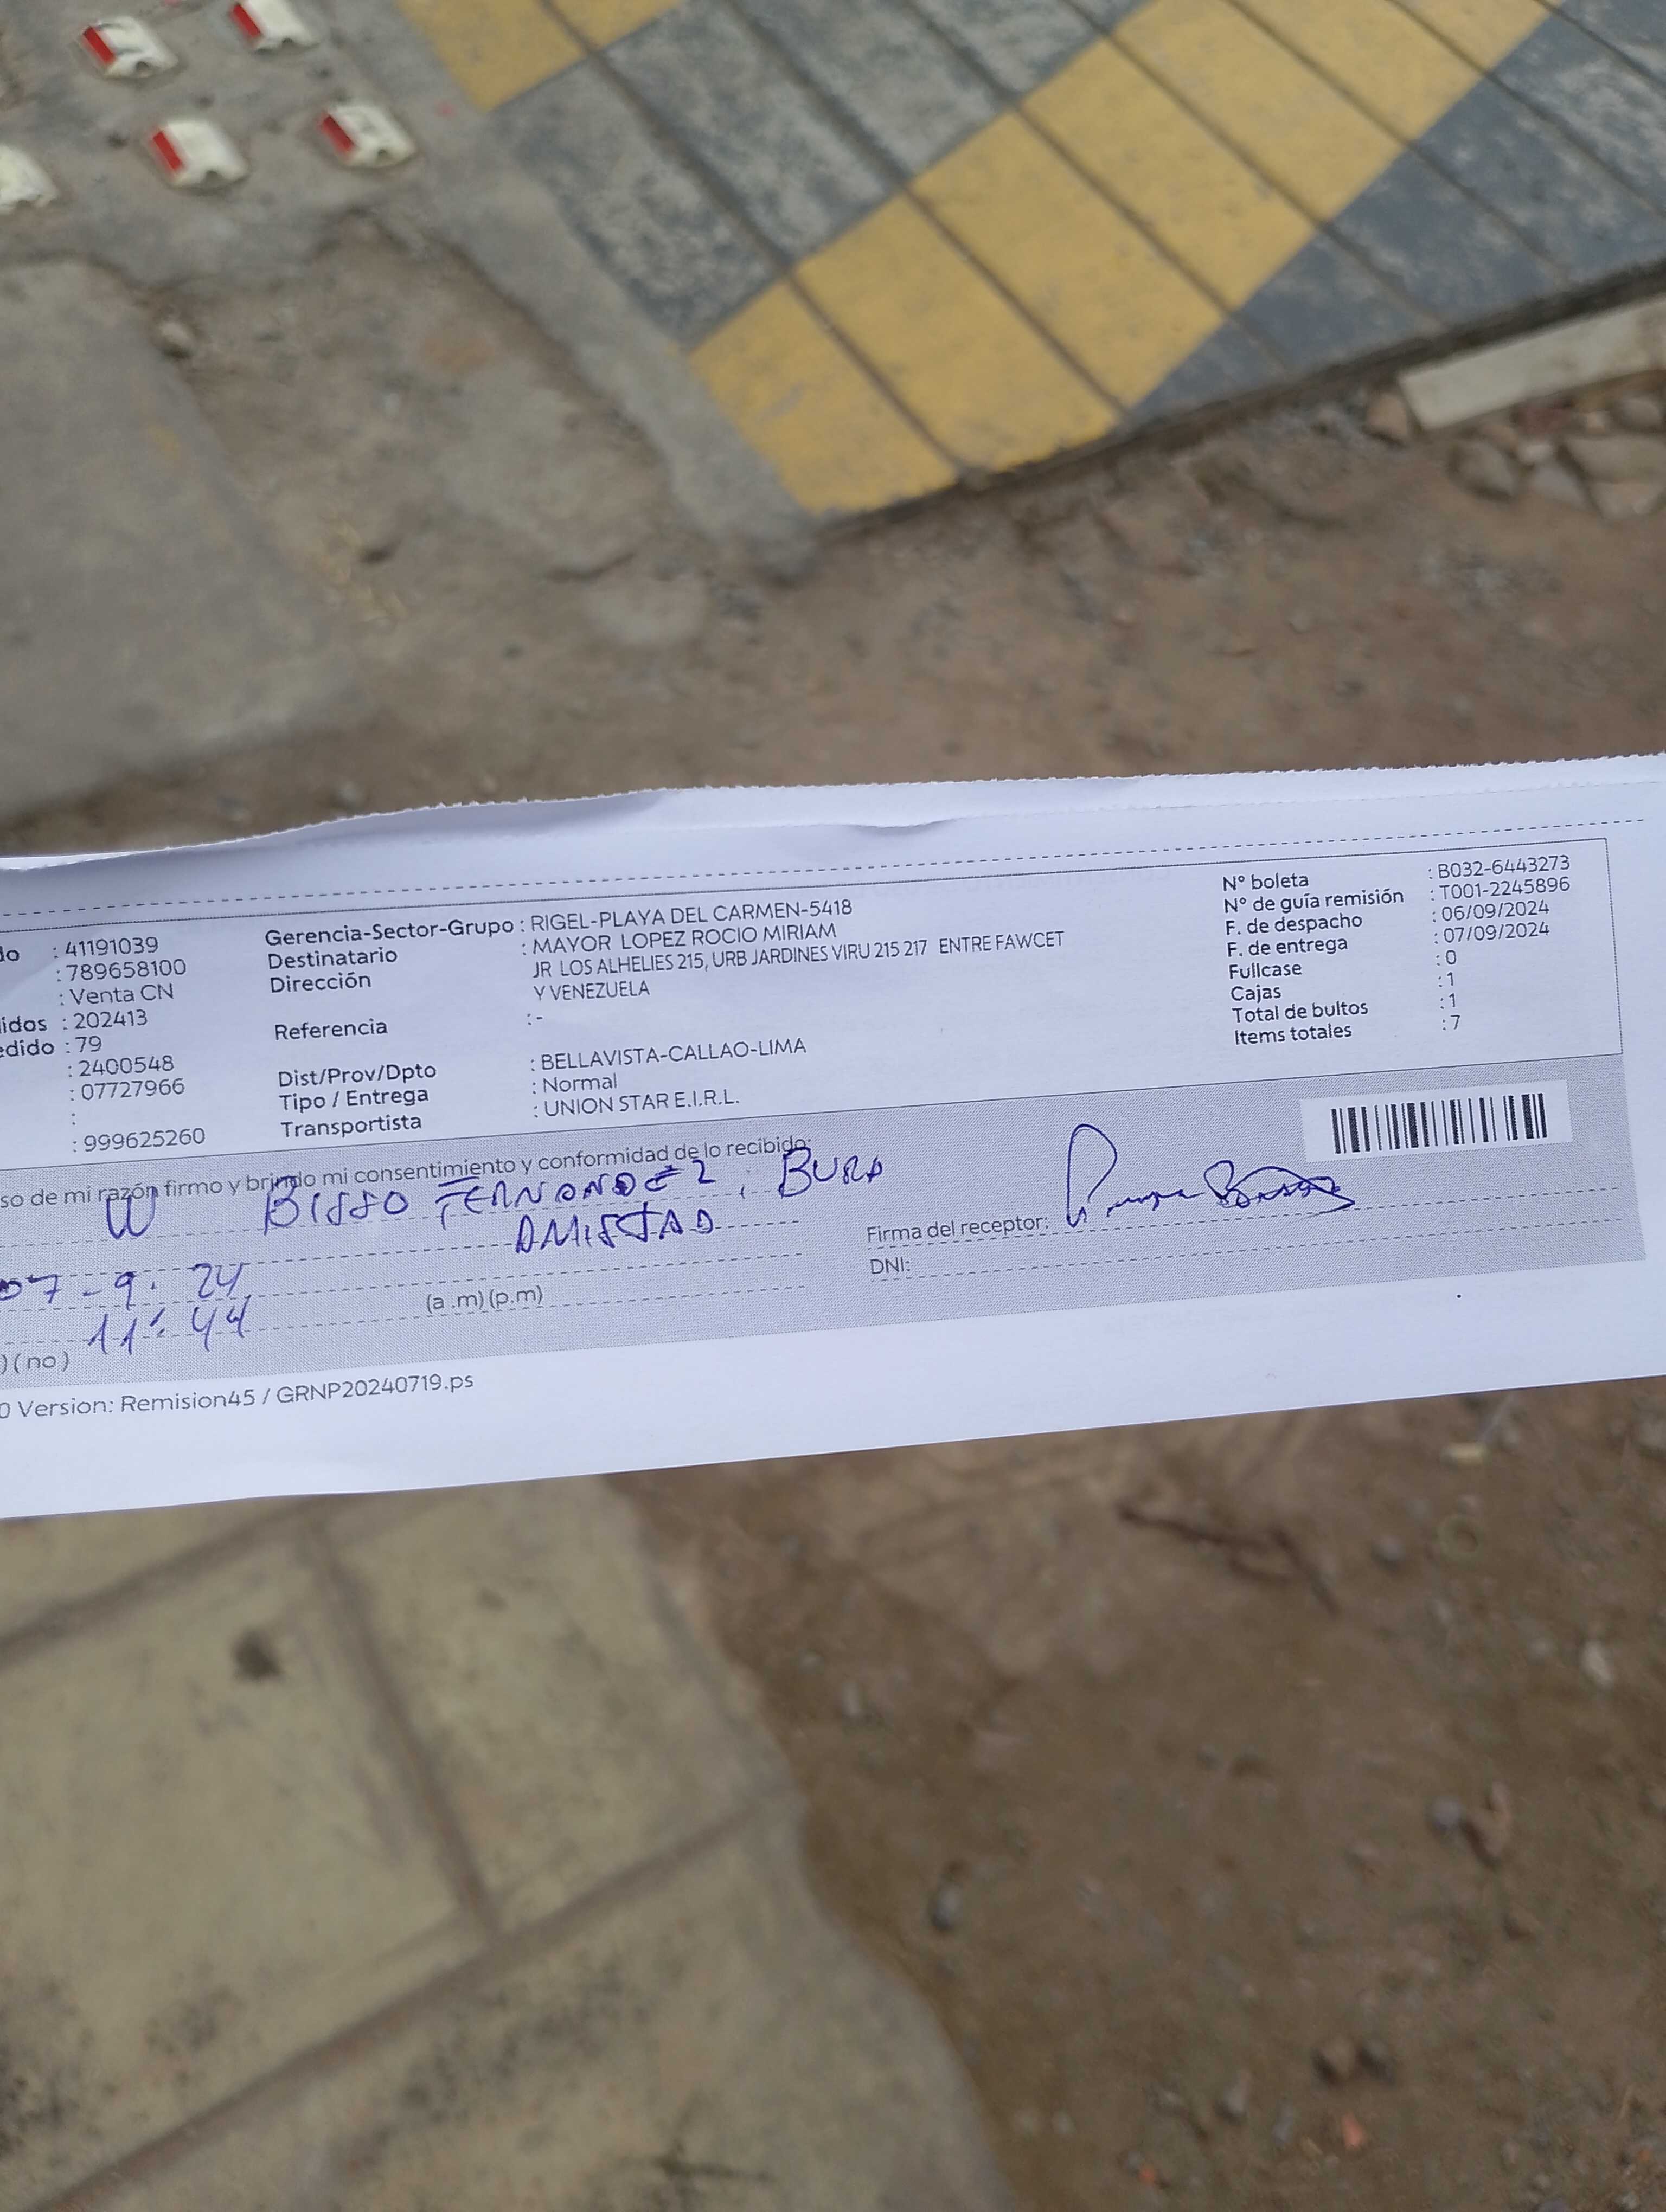 do : 41191039
: 789658100
: Venta CN
idos : 202413
edido : 79
: 2400548
: 07727966
:
: 999625260
Gerencia-Sector-Grupo : RIGEL-PLAYA DEL CARMEN-5418
Destinatario : MAYOR LOPEZ ROCIO MIRIAM
Dirección JR LOS ALHELIES 215, URB JARDINES VIRU 215 217 ENTRE FAWCET
Y VENEZUELA
Referencia : -
Dist/Prov/Dpto : BELLAVISTA-CALLAO-LIMA
Tipo / Entrega : Normal
Transportista : UNION STAR E.I.R.L.
N° boleta : B032-6443273
N° de guía remisión : T001-2245896
F. de despacho : 06/09/2024
F. de entrega : 07/09/2024
Fullcase : 0
Cajas : 1
Total de bultos : 1
Items totales : 7
so de mi razón firmo y brindo mi consentimiento y conformidad de lo recibido:
BISSO FERNANDEZ
AMISTAD
Firma del receptor:
DNI:
07-9. 24
11:44
(a .m) (p.m)
) ( no )
0 Version: Remision45 / GRNP20240719.ps